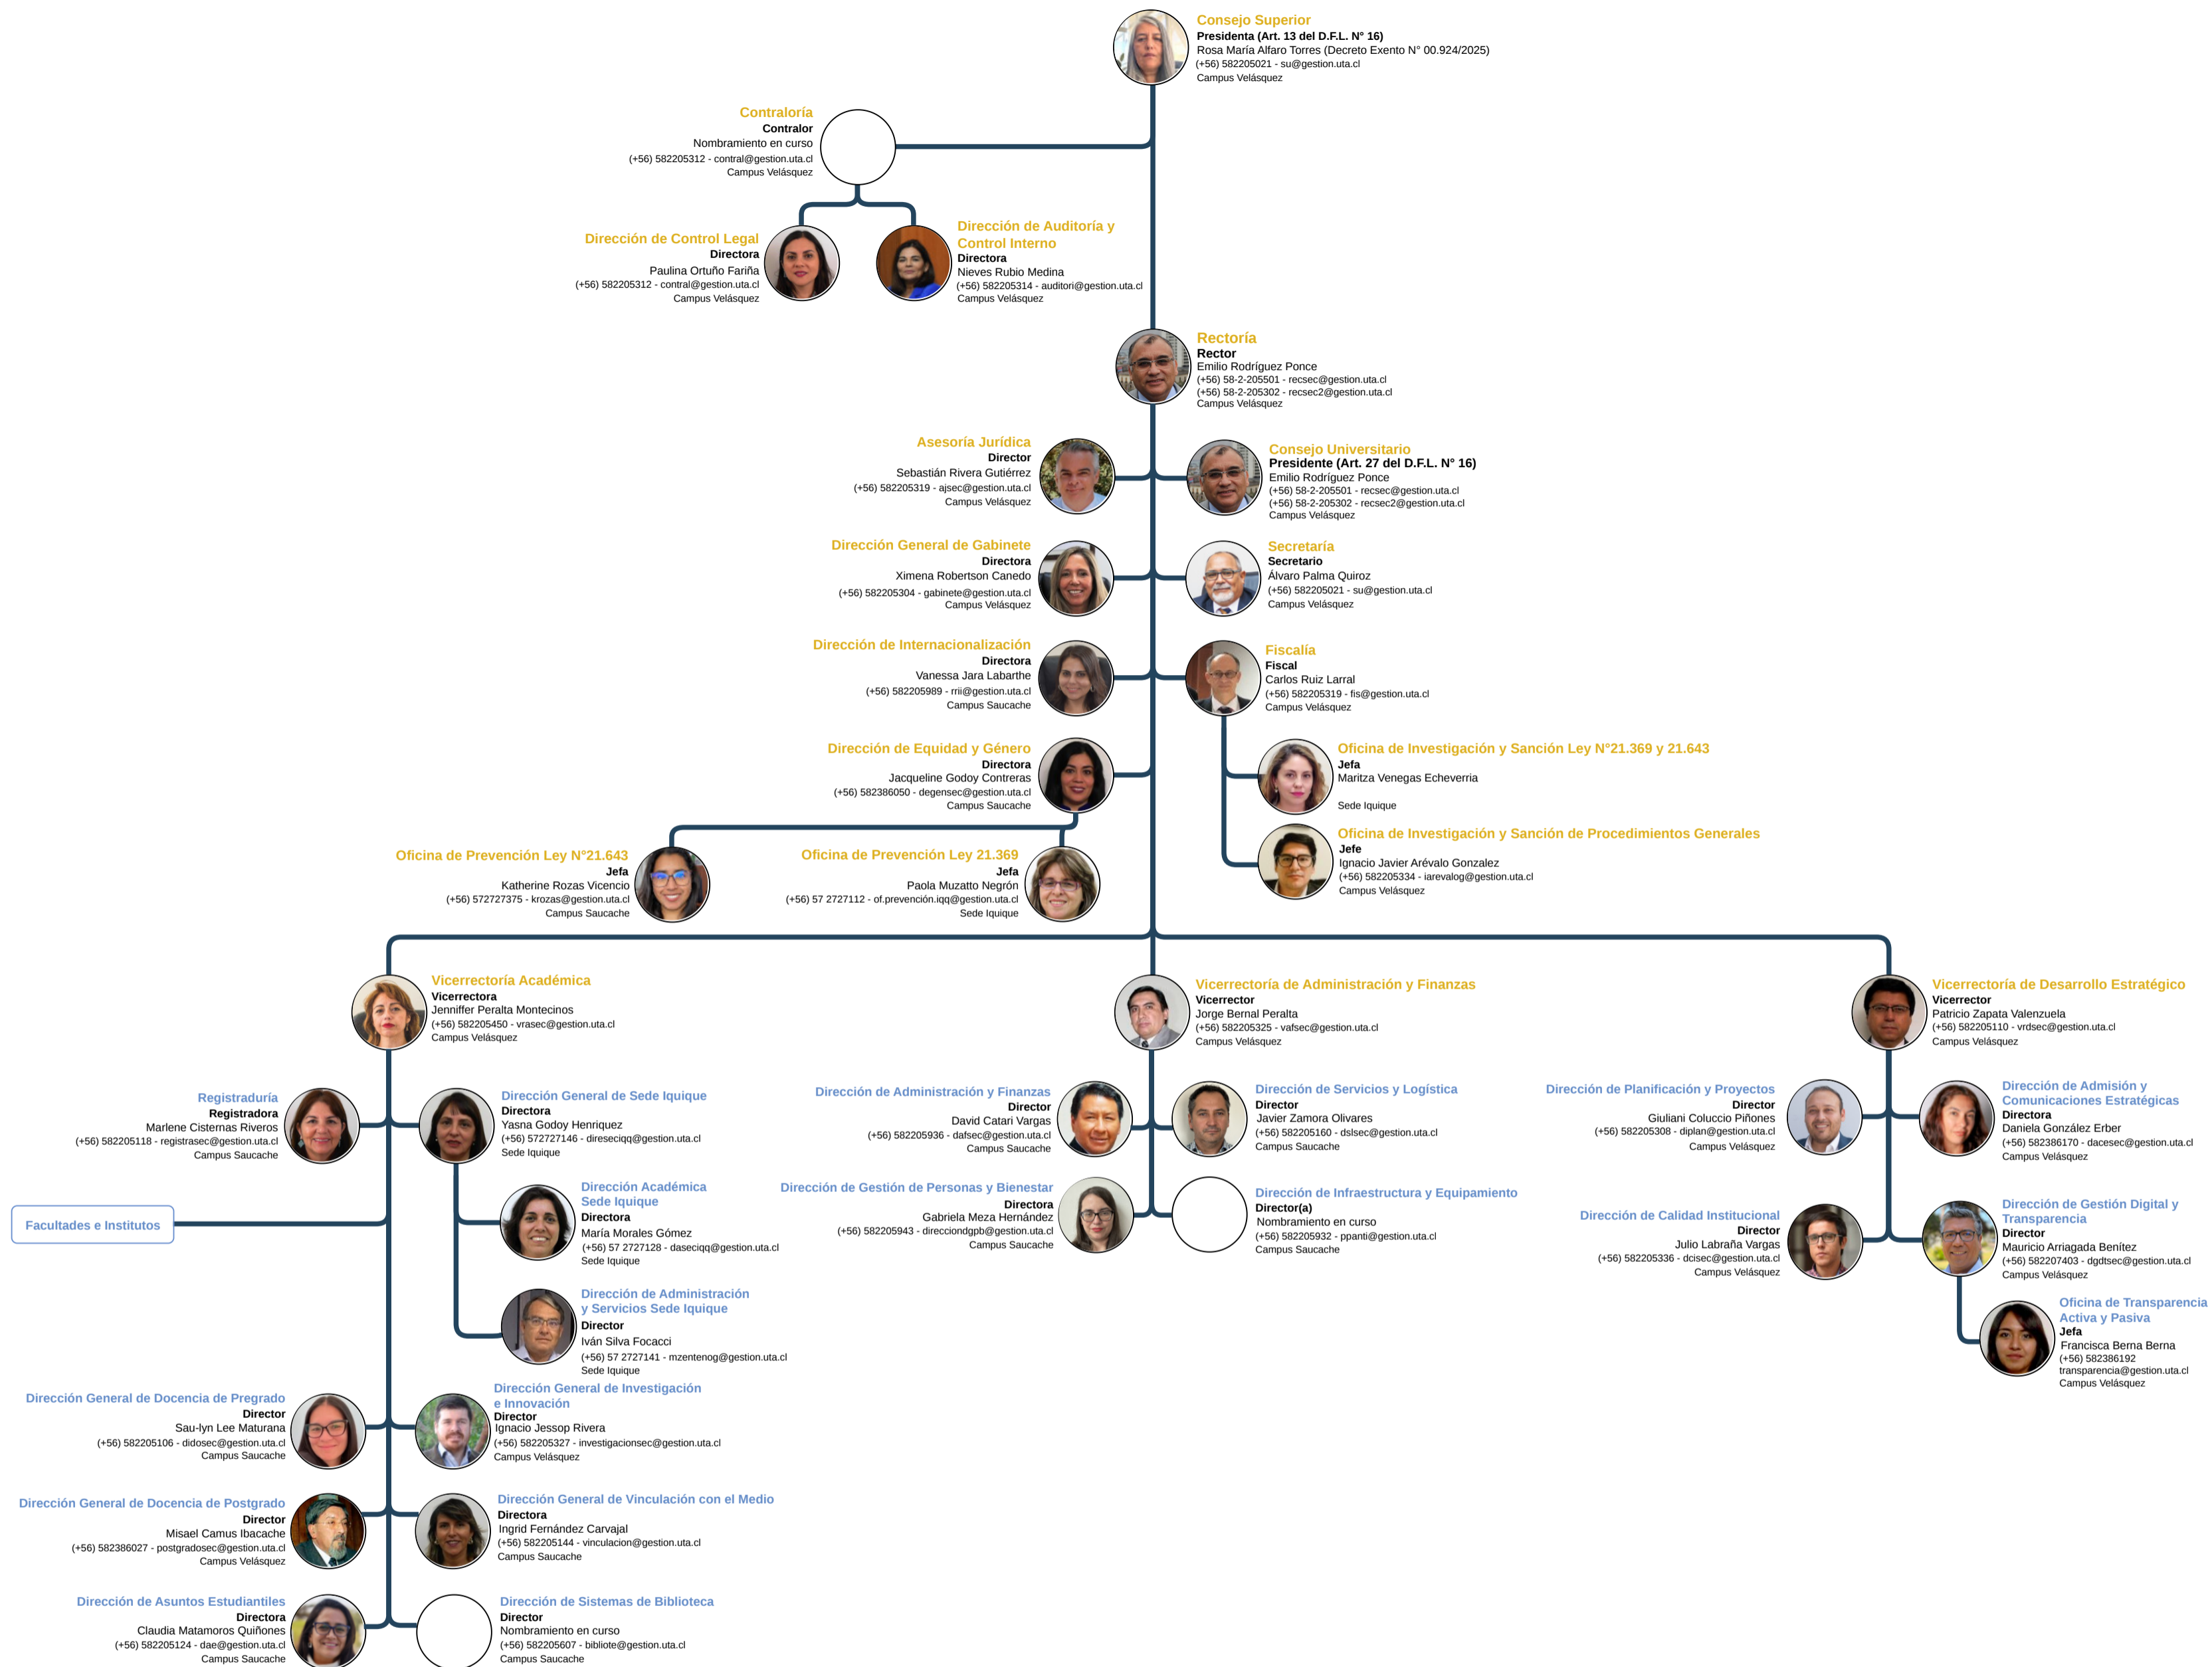 Consejo Superior
Presidenta (Art. 13 del D.F.L. N° 16)
Rosa María Alfaro Torres (Decreto Exento N° 00.924/2025)
(+56) 582205021 - su@gestion.uta.cl
Campus Velásquez
Contraloría
Contralor
Nombramiento en curso
(+56) 582205312 - contral@gestion.uta.cl
Campus Velásquez
Dirección de Control Legal
Directora
Paulina Ortuño Fariña
(+56) 582205312 - contral@gestion.uta.cl
Campus Velásquez
Dirección de Auditoría y
Control Interno
Directora
Nieves Rubio Medina
(+56) 582205314 - auditori@gestion.uta.cl
Campus Velásquez
Rectoría
Rector
Emilio Rodríguez Ponce
(+56) 58-2-205501 - recsec@gestion.uta.cl
(+56) 58-2-205302 - recsec2@gestion.uta.cl
Campus Velásquez
Asesoría Jurídica
Director
Sebastián Rivera Gutiérrez
(+56) 582205319 - ajsec@gestion.uta.cl
Campus Velásquez
Consejo Universitario
Presidente (Art. 27 del D.F.L. N° 16)
Emilio Rodríguez Ponce
(+56) 58-2-205501 - recsec@gestion.uta.cl
(+56) 58-2-205302 - recsec2@gestion.uta.cl
Campus Velásquez
Dirección General de Gabinete
Directora
Ximena Robertson Canedo
(+56) 582205304 - gabinete@gestion.uta.cl
Campus Velásquez
Secretaría
Secretario
Álvaro Palma Quiroz
(+56) 582205021 - su@gestion.uta.cl
Campus Velásquez
Dirección de Internacionalización
Directora
Vanessa Jara Labarthe
(+56) 582205989 - rrii@gestion.uta.cl
Campus Saucache
Fiscalía
Fiscal
Carlos Ruiz Larral
(+56) 582205319 - fis@gestion.uta.cl
Campus Velásquez
Dirección de Equidad y Género
Directora
Jacqueline Godoy Contreras
(+56) 582386050 - degensec@gestion.uta.cl
Campus Saucache
Oficina de Investigación y Sanción Ley N°21.369 y 21.643
Jefa
Maritza Venegas Echeverria
Sede Iquique
Oficina de Investigación y Sanción de Procedimientos Generales
Jefe
Ignacio Javier Arévalo Gonzalez
(+56) 582205334 - iarevalog@gestion.uta.cl
Campus Velásquez
Oficina de Prevención Ley N°21.643
Jefa
Katherine Rozas Vicencio
(+56) 572727375 - krozas@gestion.uta.cl
Campus Saucache
Oficina de Prevención Ley 21.369
Jefa
Paola Muzatto Negrón
(+56) 57 2727112 - of.prevención.iqq@gestion.uta.cl
Sede Iquique
Vicerrectoría Académica
Vicerrectora
Jenniffer Peralta Montecinos
(+56) 582205450 - vrasec@gestion.uta.cl
Campus Velásquez
Vicerrectoría de Administración y Finanzas
Vicerrector
Jorge Bernal Peralta
(+56) 582205325 - vafsec@gestion.uta.cl
Campus Velásquez
Vicerrectoría de Desarrollo Estratégico
Vicerrector
Patricio Zapata Valenzuela
(+56) 582205110 - vrdsec@gestion.uta.cl
Campus Velásquez
Registraduría
Registradora
Marlene Cisternas Riveros
(+56) 582205118 - registrasec@gestion.uta.cl
Campus Saucache
Dirección General de Sede Iquique
Directora
Yasna Godoy Henriquez
(+56) 572727146 - direseciqq@gestion.uta.cl
Sede Iquique
Dirección de Administración y Finanzas
Director
David Catari Vargas
(+56) 582205936 - dafsec@gestion.uta.cl
Campus Saucache
Dirección de Servicios y Logística
Director
Javier Zamora Olivares
(+56) 582205160 - dslsec@gestion.uta.cl
Campus Saucache
Dirección de Planificación y Proyectos
Director
Giuliani Coluccio Piñones
(+56) 582205308 - diplan@gestion.uta.cl
Campus Velásquez
Dirección de Admisión y
Comunicaciones Estratégicas
Directora
Daniela González Erber
(+56) 582386170 - dacesec@gestion.uta.cl
Campus Velásquez
Facultades e Institutos
Dirección Académica
Sede Iquique
Directora
María Morales Gómez
(+56) 57 2727128 - daseciqq@gestion.uta.cl
Sede Iquique
Dirección de Gestión de Personas y Bienestar
Directora
Gabriela Meza Hernández
(+56) 582205943 - direcciondgpb@gestion.uta.cl
Campus Saucache
Dirección de Infraestructura y Equipamiento
Director(a)
Nombramiento en curso
(+56) 582205932 - ppanti@gestion.uta.cl
Campus Saucache
Dirección de Calidad Institucional
Director
Julio Labraña Vargas
(+56) 582205336 - dcisec@gestion.uta.cl
Campus Velásquez
Dirección de Gestión Digital y
Transparencia
Director
Mauricio Arriagada Benítez
(+56) 582207403 - dgdtsec@gestion.uta.cl
Campus Velásquez
Dirección de Administración
y Servicios Sede Iquique
Director
Iván Silva Focacci
(+56) 57 2727141 - mzentenog@gestion.uta.cl
Sede Iquique
Oficina de Transparencia
Activa y Pasiva
Jefa
Francisca Berna Berna
(+56) 582386192
transparencia@gestion.uta.cl
Campus Velásquez
Dirección General de Docencia de Pregrado
Director
Sau-lyn Lee Maturana
(+56) 582205106 - didosec@gestion.uta.cl
Campus Saucache
Dirección General de Investigación
e Innovación
Director
Ignacio Jessop Rivera
(+56) 582205327 - investigacionsec@gestion.uta.cl
Campus Velásquez
Dirección General de Docencia de Postgrado
Director
Misael Camus Ibacache
(+56) 582386027 - postgradosec@gestion.uta.cl
Campus Velásquez
Dirección General de Vinculación con el Medio
Directora
Ingrid Fernández Carvajal
(+56) 582205144 - vinculacion@gestion.uta.cl
Campus Saucache
Dirección de Asuntos Estudiantiles
Directora
Claudia Matamoros Quiñones
(+56) 582205124 - dae@gestion.uta.cl
Campus Saucache
Dirección de Sistemas de Biblioteca
Director
Nombramiento en curso
(+56) 582205607 - bibliote@gestion.uta.cl
Campus Saucache